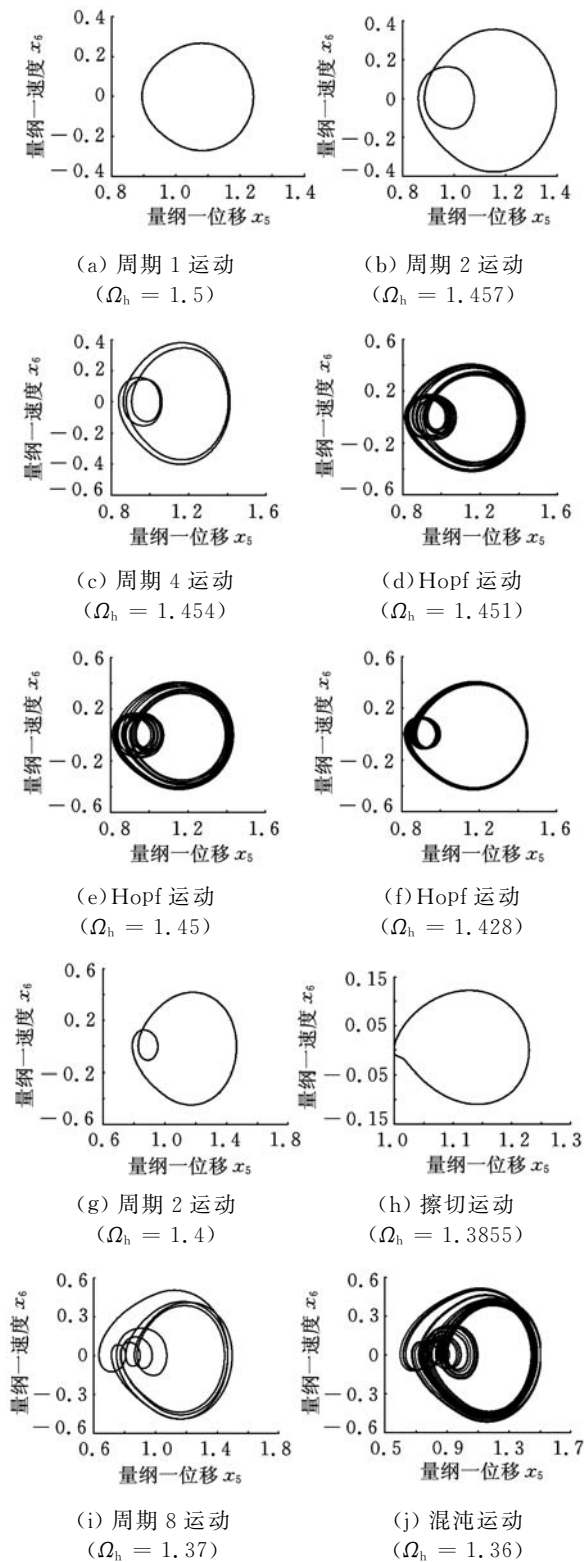 量纲一速度 x₆
0.4
0.2
0
－0.2
－0.4
0.8 1.0 1.2 1.4
量纲一位移 x₅
(a) 周期 1 运动
(Ωₕ = 1.5)
量纲一速度 x₆
0.4
0.2
0
－0.2
－0.4
0.8 1.0 1.2 1.4
量纲一位移 x₅
(b) 周期 2 运动
(Ωₕ = 1.457)
量纲一速度 x₆
0.4
0.2
0
－0.2
－0.4
－0.6
0.8 1.0 1.2 1.6
量纲一位移 x₅
(c) 周期 4 运动
(Ωₕ = 1.454)
量纲一速度 x₆
0.6
0.2
0
－0.2
－0.6
0.8 1.0 1.2 1.6
量纲一位移 x₅
(d)Hopf 运动
(Ωₕ = 1.451)
量纲一速度 x₆
0.6
0.2
0
－0.2
－0.6
0.8 1.0 1.2 1.6
量纲一位移 x₅
(e)Hopf 运动
(Ωₕ = 1.45)
量纲一速度 x₆
0.6
0.2
0
－0.2
－0.6
0.8 1.0 1.2 1.6
量纲一位移 x₅
(f)Hopf 运动
(Ωₕ = 1.428)
量纲一速度 x₆
0.6
0.2
－0.2
－0.6
0.6 1.0 1.4 1.8
量纲一位移 x₅
(g) 周期 2 运动
(Ωₕ = 1.4)
量纲一速度 x₆
0.15
0.05
－0.05
－0.15
1.0 1.1 1.2 1.3
量纲一位移 x₅
(h) 擦切运动
(Ωₕ = 1.3855)
量纲一速度 x₆
0.6
0.3
0
－0.3
－0.6
0.6 1.0 1.4 1.8
量纲一位移 x₅
(i) 周期 8 运动
(Ωₕ = 1.37)
量纲一速度 x₆
0.6
0.3
0
－0.3
－0.6
0.5 0.9 1.3 1.7
量纲一位移 x₅
(j) 混沌运动
(Ωₕ = 1.36)